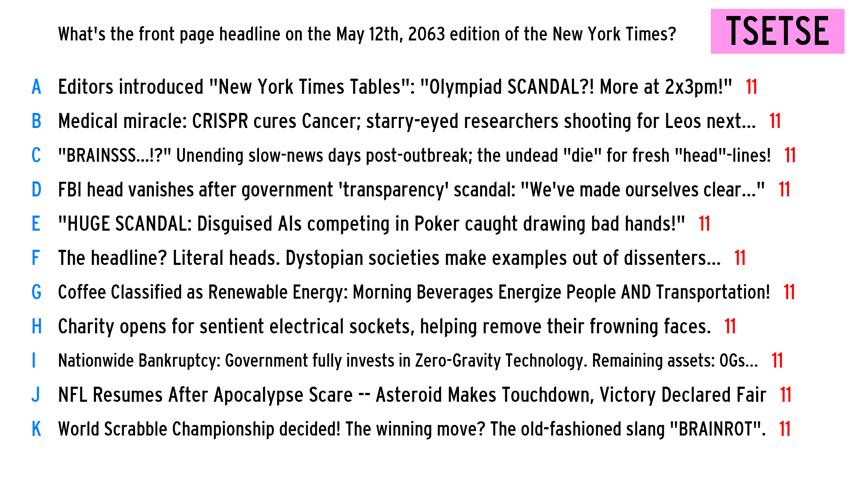 What's the front page headline on the May 12th, 2063 edition of the New York Times?
TSETSE
A Editors introduced "New York Times Tables": "Olympiad SCANDAL?! More at 2x3pm!" 11
B Medical miracle: CRISPR cures Cancer; starry-eyed researchers shooting for Leos next... 11
C "BRAINSSS...!?" Unending slow-news days post-outbreak; the undead "die" for fresh "head"-lines! 11
D FBI head vanishes after government 'transparency' scandal: "We've made ourselves clear..." 11
E "HUGE SCANDAL: Disguised AIs competing in Poker caught drawing bad hands!" 11
F The headline? Literal heads. Dystopian societies make examples out of dissenters... 11
G Coffee Classified as Renewable Energy: Morning Beverages Energize People AND Transportation! 11
H Charity opens for sentient electrical sockets, helping remove their frowning faces. 11
I Nationwide Bankruptcy: Government fully invests in Zero-Gravity Technology. Remaining assets: OGs... 11
J NFL Resumes After Apocalypse Scare -- Asteroid Makes Touchdown, Victory Declared Fair 11
K World Scrabble Championship decided! The winning move? The old-fashioned slang "BRAINROT". 11